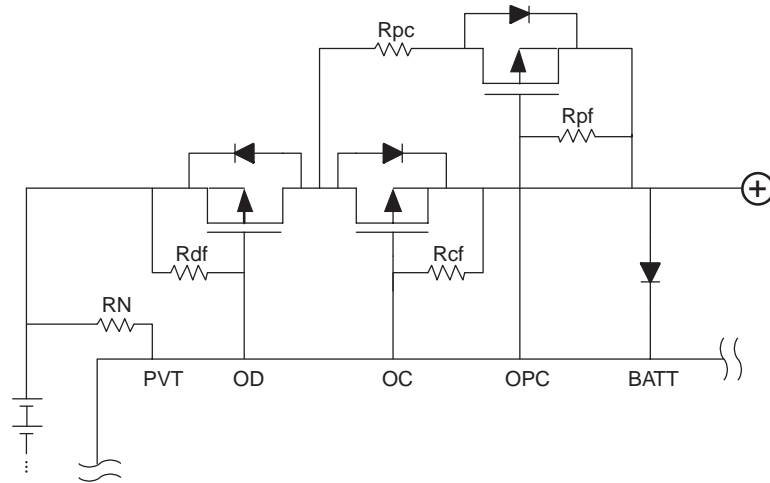 Rpc
Rpf
Rdf
Rcf
RN
PVT OD OC OPC BATT
...